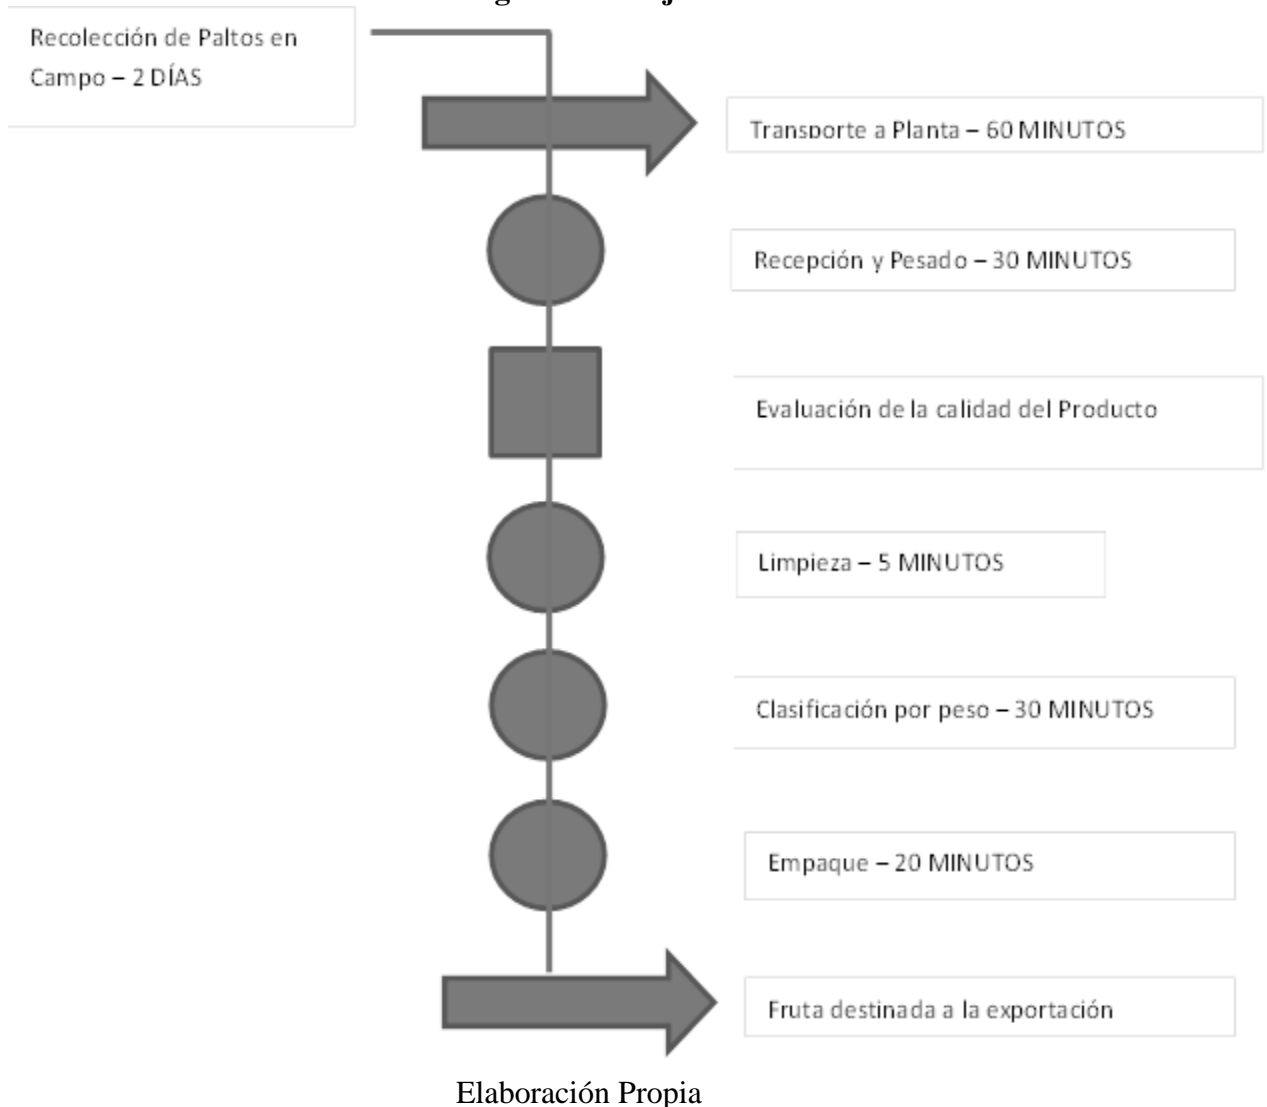 Recolección de Paltos en
Campo – 2 DÍAS
Transporte a Planta – 60 MINUTOS
Recepción y Pesado – 30 MINUTOS
Evaluación de la calidad del Producto
Limpieza – 5 MINUTOS
Clasificación por peso – 30 MINUTOS
Empaque – 20 MINUTOS
Fruta destinada a la exportación
Elaboración Propia